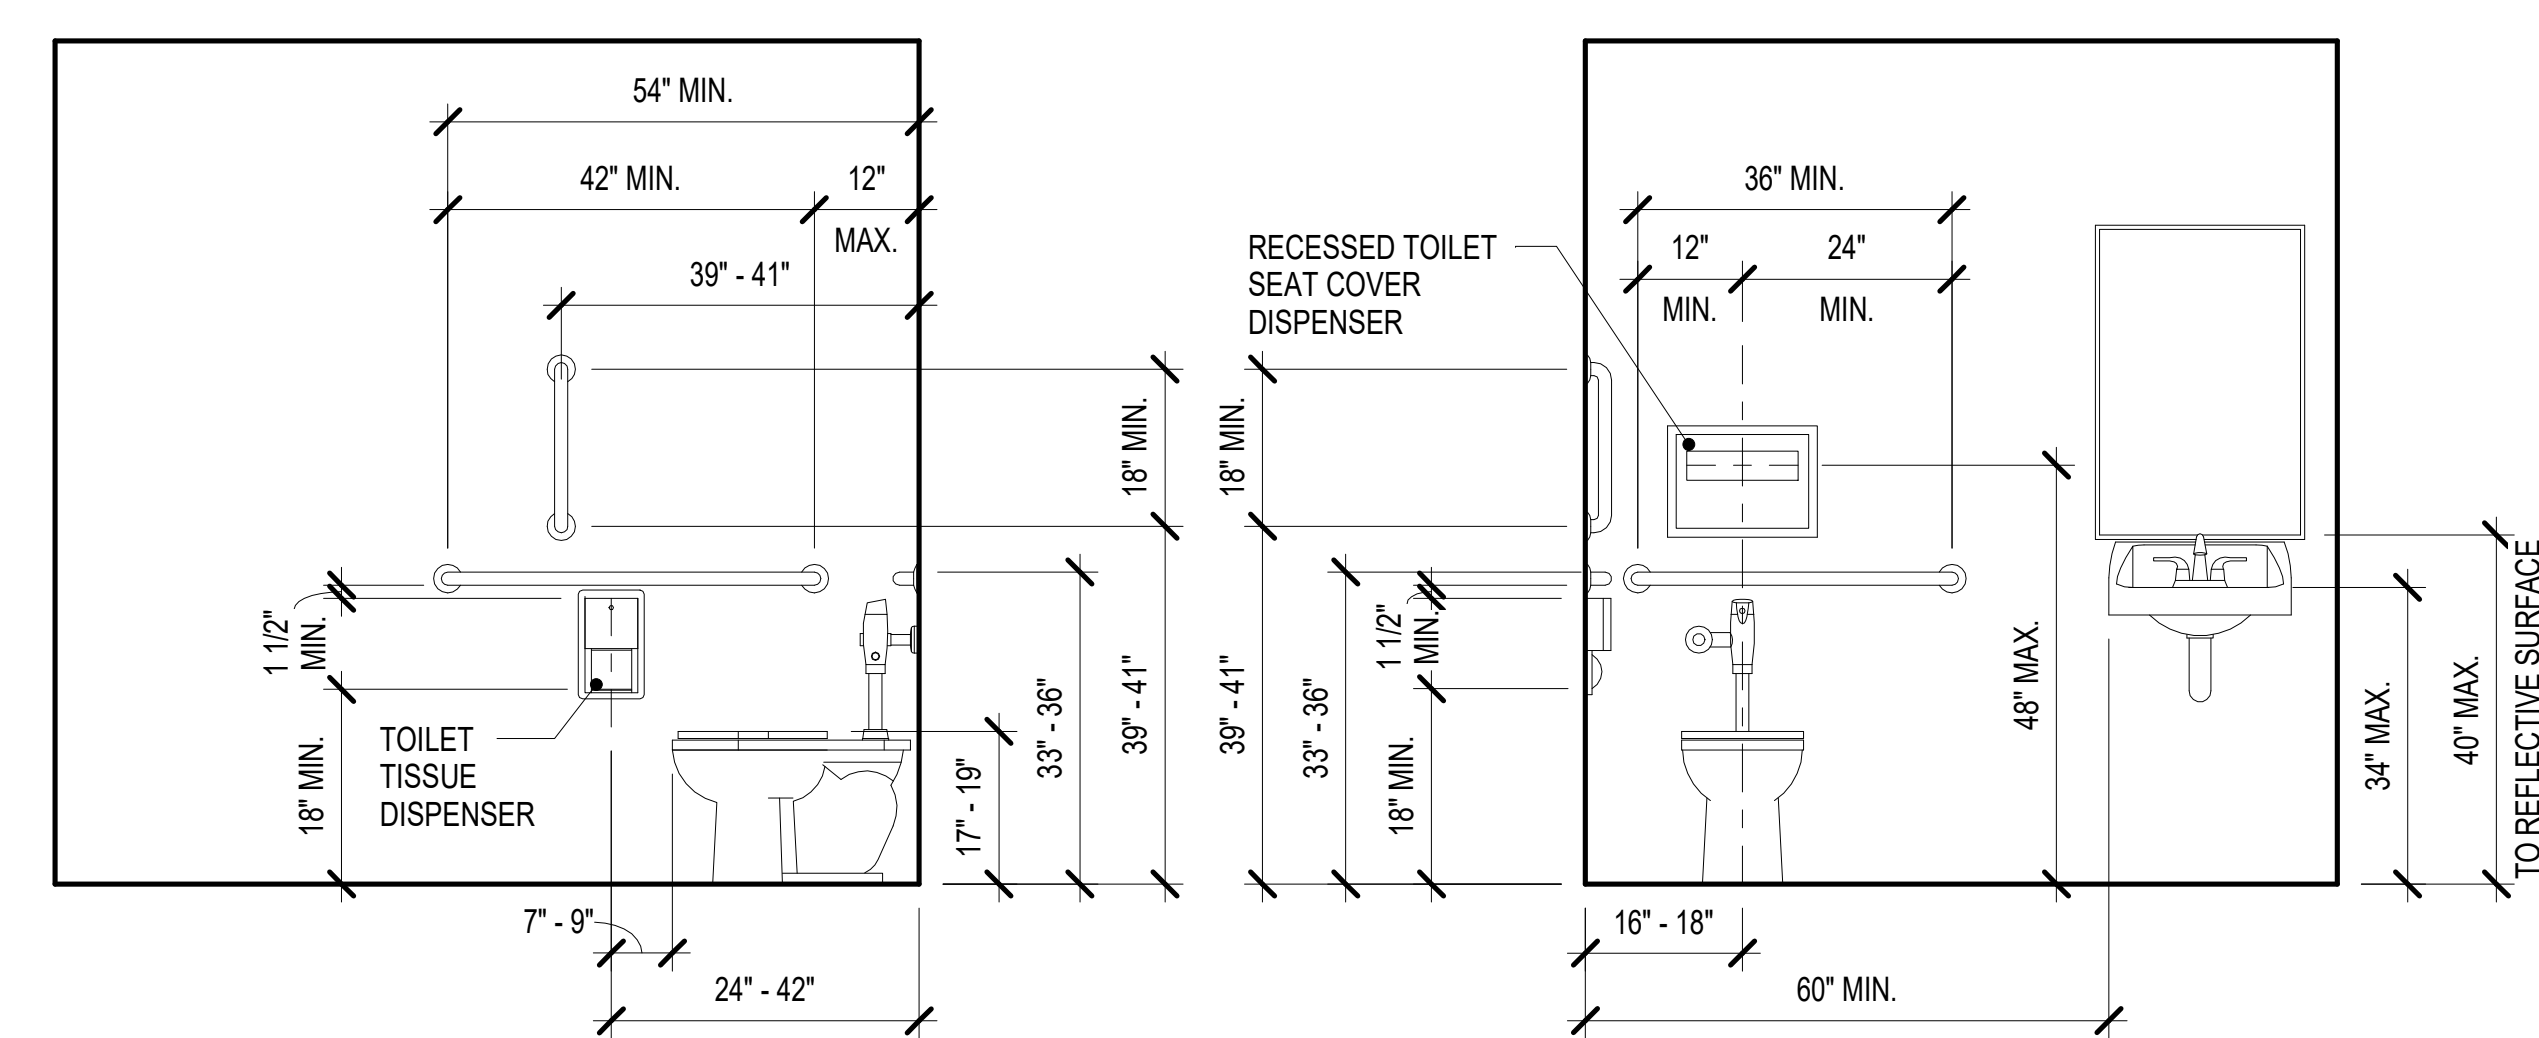 54" MIN.
42" MIN.
12"
MAX.
39" - 41"
18" MIN.
39" - 41"
33" - 36"
17" - 19"
1 1/2"
MIN.
18" MIN.
TOILET
TISSUE
DISPENSER
7" - 9"
24" - 42"
RECESSED TOILET
SEAT COVER
DISPENSER
36" MIN.
12"
MIN.
24"
MIN.
18" MIN.
39" - 41"
33" - 36"
1 1/2"
MIN.
18" MIN.
48" MAX.
34" MAX.
40" MAX.
TO REFLECTIVE SURFACE
16" - 18"
60" MIN.